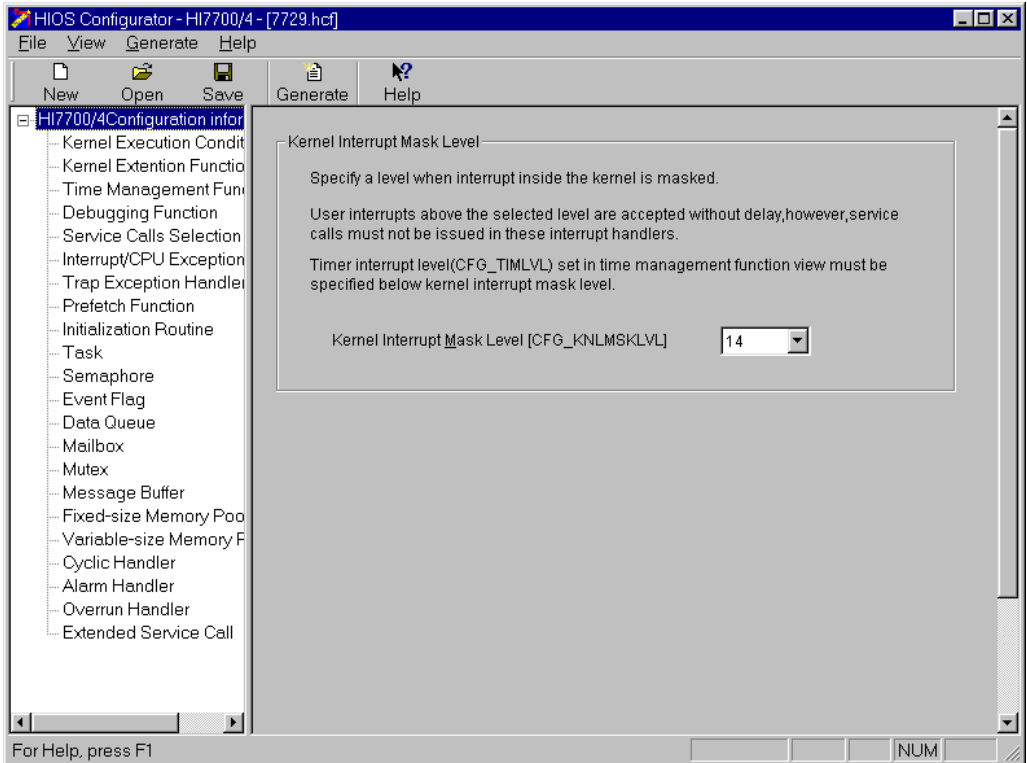 HIOS Configurator - HI7700/4 - [7729.hcf]
File View Generate Help
New Open Save Generate Help
HI7700/4Configuration infor
Kernel Execution Condit
Kernel Extention Functio
Time Management Fun
Debugging Function
Service Calls Selection
Interrupt/CPU Exception
Trap Exception Handler
Prefetch Function
Initialization Routine
Task
Semaphore
Event Flag
Data Queue
Mailbox
Mutex
Message Buffer
Fixed-size Memory Poo
Variable-size Memory P
Cyclic Handler
Alarm Handler
Overrun Handler
Extended Service Call
Kernel Interrupt Mask Level
Specify a level when interrupt inside the kernel is masked.
User interrupts above the selected level are accepted without delay,however,service
calls must not be issued in these interrupt handlers.
Timer interrupt level(CFG_TIMLVL) set in time management function view must be
specified below kernel interrupt mask level.
Kernel Interrupt Mask Level [CFG_KNLMSKLVL] 14
For Help, press F1 NUM